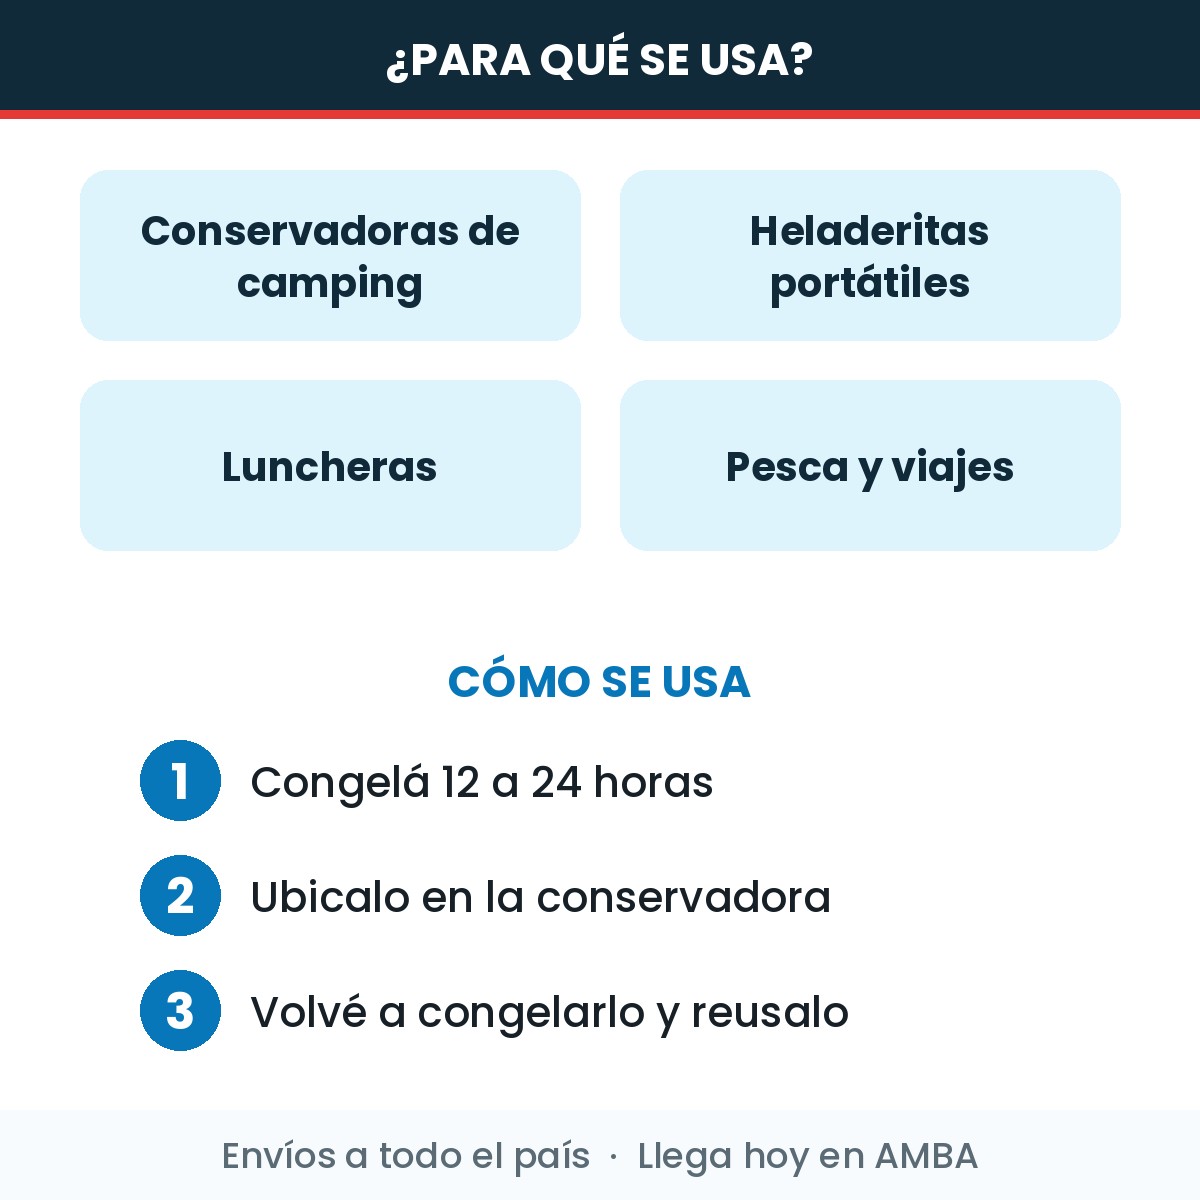 ¿PARA QUÉ SE USA?
Conservadoras de
camping
Heladeritas
portátiles
Luncheras
Pesca y viajes
CÓMO SE USA
1 Congelá 12 a 24 horas
2 Ubicalo en la conservadora
3 Volvé a congelarlo y reusalo
Envíos a todo el país · Llega hoy en AMBA